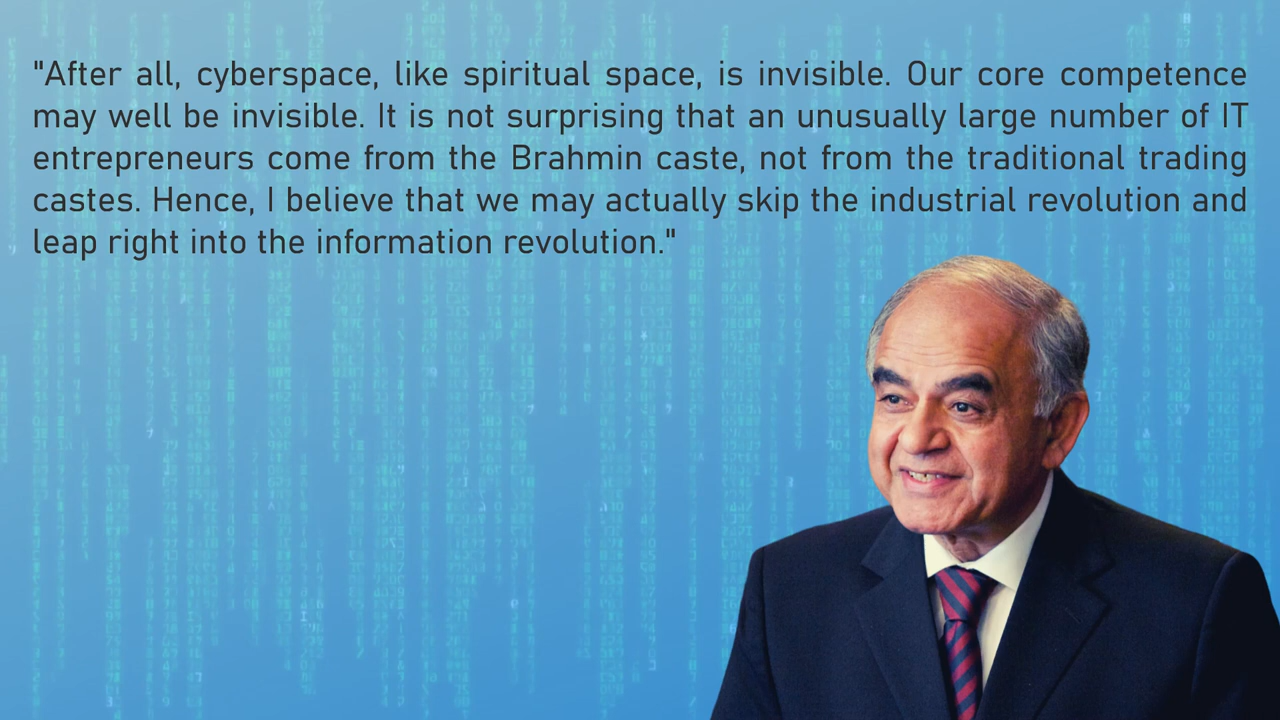 "After all, cyberspace, like spiritual space, is invisible. Our core competence
may well be invisible. It is not surprising that an unusually large number of IT
entrepreneurs come from the Brahmin caste, not from the traditional trading
castes. Hence, I believe that we may actually skip the industrial revolution and
leap right into the information revolution."